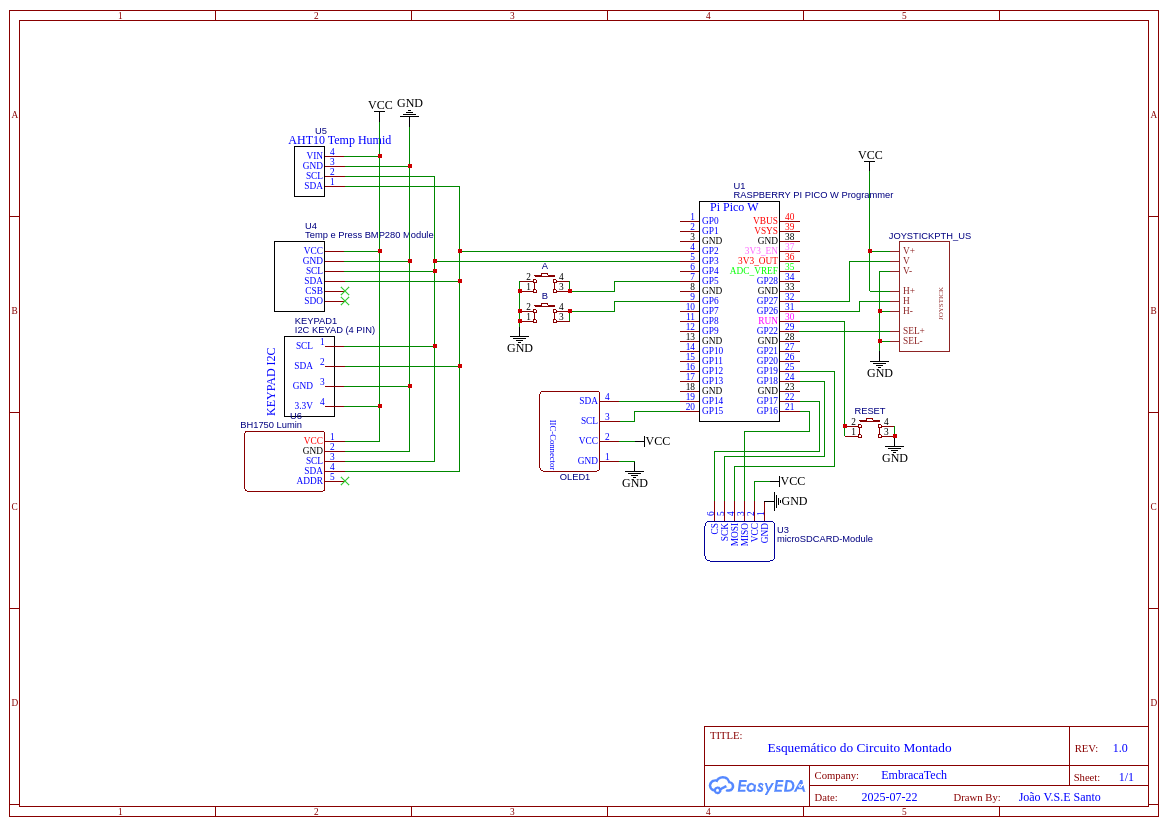 1 2 3 4 5
A A
B B
C C
D D
VCC GND
U5
AHT10 Temp Humid
VIN 4
GND 3
SCL 2
SDA 1
U4
Temp e Press BMP280 Module
VCC
GND
SCL
SDA
CSB
SDO
KEYPAD1
I2C KEYAD (4 PIN)
KEYPAD I2C
SCL 1
SDA 2
GND 3
3.3V 4
U6
BH1750 Lumin
VCC 1
GND 2
SCL 3
SDA 4
ADDR 5
A
2 4
1 3
B
2 4
1 3
GND
U1
RASPBERRY PI PICO W Programmer
Pi Pico W
1 GP0 VBUS 40
2 GP1 VSYS 39
3 GND GND 38
4 GP2 3V3_EN 37
5 GP3 3V3_OUT 36
6 GP4 ADC_VREF 35
7 GP5 GP28 34
8 GND GND 33
9 GP6 GP27 32
10 GP7 GP26 31
11 GP8 RUN 30
12 GP9 GP22 29
13 GND GND 28
14 GP10 GP21 27
15 GP11 GP20 26
16 GP12 GP19 25
17 GP13 GP18 24
18 GND GND 23
19 GP14 GP17 22
20 GP15 GP16 21
VCC
JOYSTICKPTH_US
V+
V
V-
H+
H
H-
SEL+
SEL-
JOYSTICK
GND
IIC-Connector
SDA 4
SCL 3
VCC 2
GND 1
OLED1
VCC
GND
RESET
2 4
1 3
GND
VCC
GND
6 5 4 3 2 1
CS SCK MOSI MISO VCC GND
U3
microSDCARD-Module
TITLE:
Esquemático do Circuito Montado
REV: 1.0
EasyEDA
Company: EmbracaTech
Sheet: 1/1
Date: 2025-07-22
Drawn By: João V.S.E Santo
1 2 3 4 5